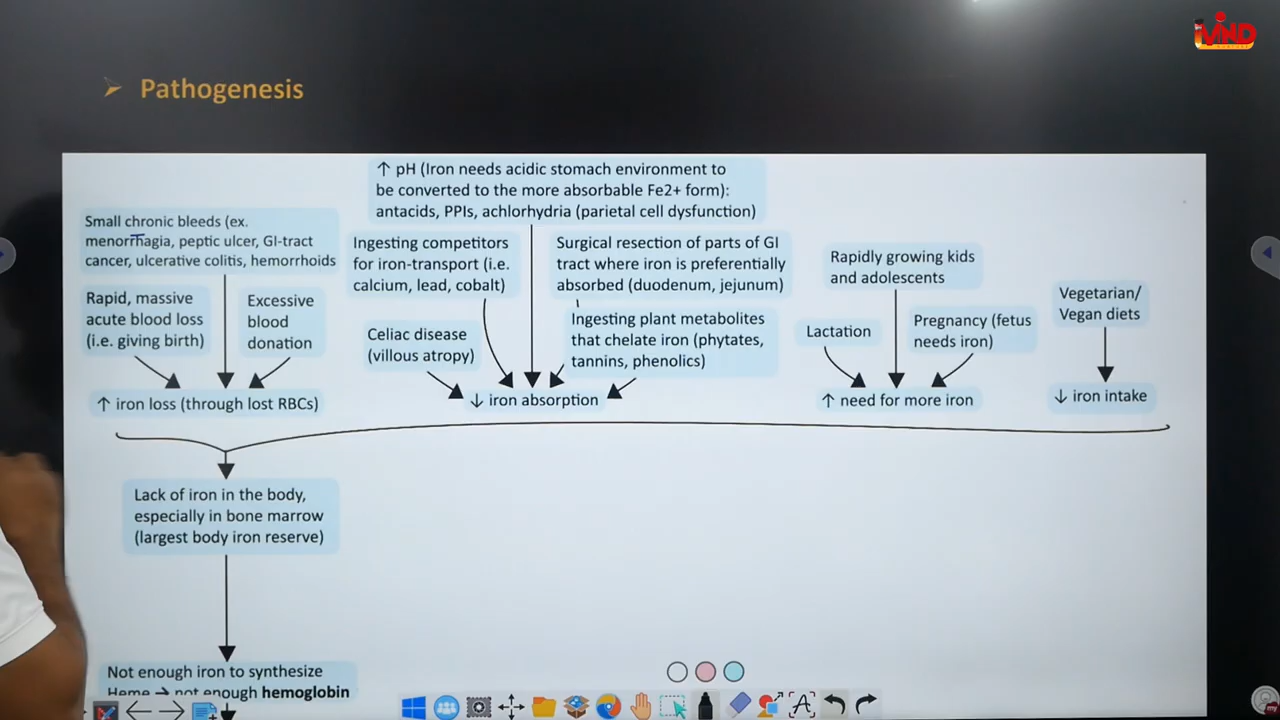 Pathogenesis
↑ pH (Iron needs acidic stomach environment to
be converted to the more absorbable Fe2+ form):
antacids, PPIs, achlorhydria (parietal cell dysfunction)
Small chronic bleeds (ex.
menorrhagia, peptic ulcer, GI-tract
cancer, ulcerative colitis, hemorrhoids
Rapid, massive
acute blood loss
(i.e. giving birth)
Excessive
blood
donation
↑ iron loss (through lost RBCs)
Ingesting competitors
for iron-transport (i.e.
calcium, lead, cobalt)
Surgical resection of parts of GI
tract where iron is preferentially
absorbed (duodenum, jejunum)
Celiac disease
(villous atropy)
Ingesting plant metabolites
that chelate iron (phytates,
tannins, phenolics)
↓ iron absorption
Rapidly growing kids
and adolescents
Lactation
Pregnancy (fetus
needs iron)
↑ need for more iron
Vegetarian/
Vegan diets
↓ iron intake
Lack of iron in the body,
especially in bone marrow
(largest body iron reserve)
Not enough iron to synthesize
Heme → not enough hemoglobin